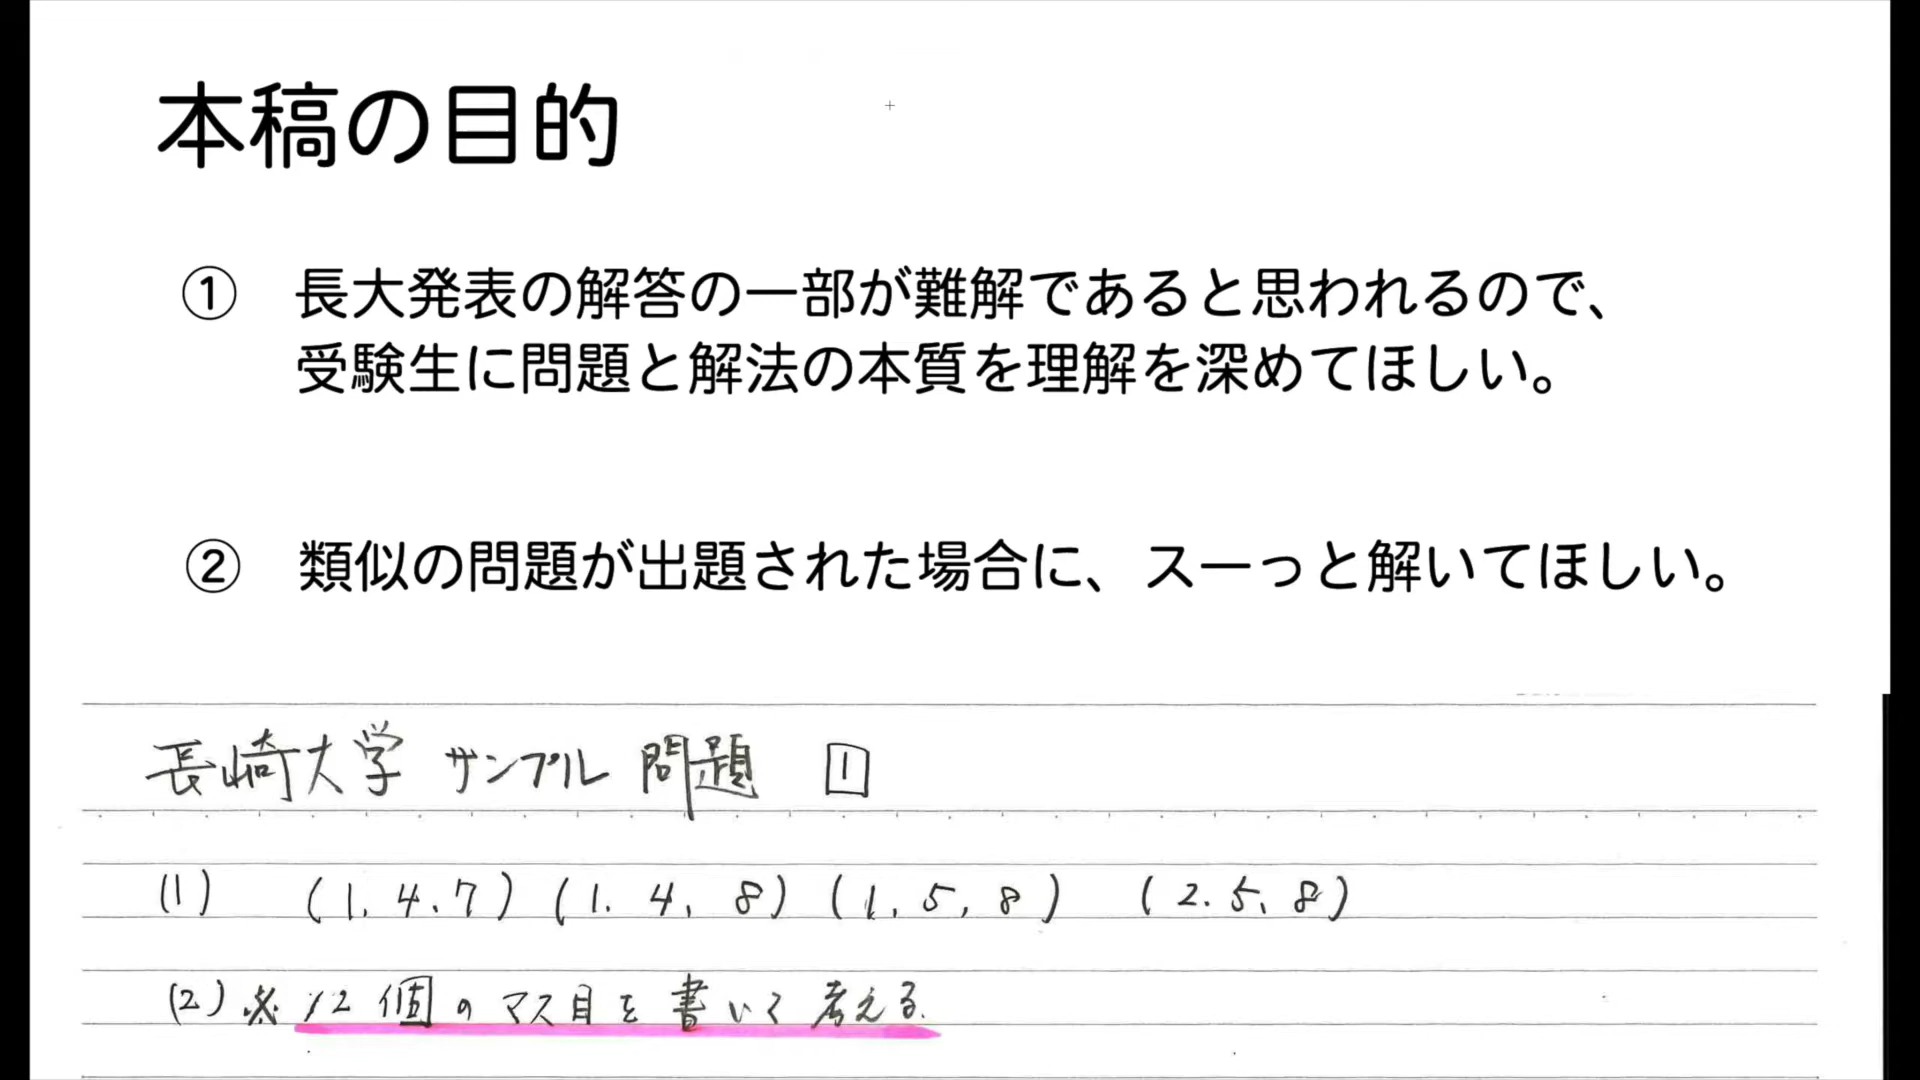 本稿の目的
① 長大発表の解答の一部が難解であると思われるので、
受験生に問題と解法の本質を理解を深めてほしい。
② 類似の問題が出題された場合に、スーっと解いてほしい。
長崎大学 サンプル 問題 1
(1) (1. 4. 7) (1. 4, 8) (1, 5, 8) (2. 5, 8)
(2) ※ 12個のマス目を書いて考える.